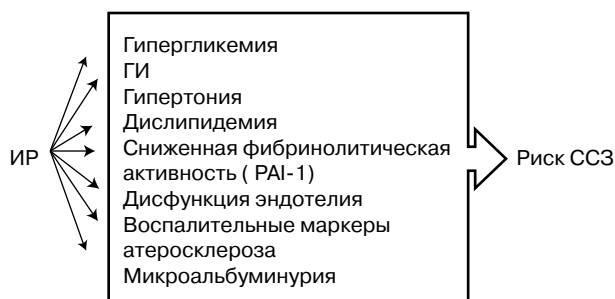 Гипергликемия
ГИ
Гипертония
Дислипидемия
ИР
Сниженная фибринолитическая
активность ( PAI-1)
Дисфункция эндотелия
Воспалительные маркеры
атеросклероза
Микроальбуминурия
Риск ССЗ